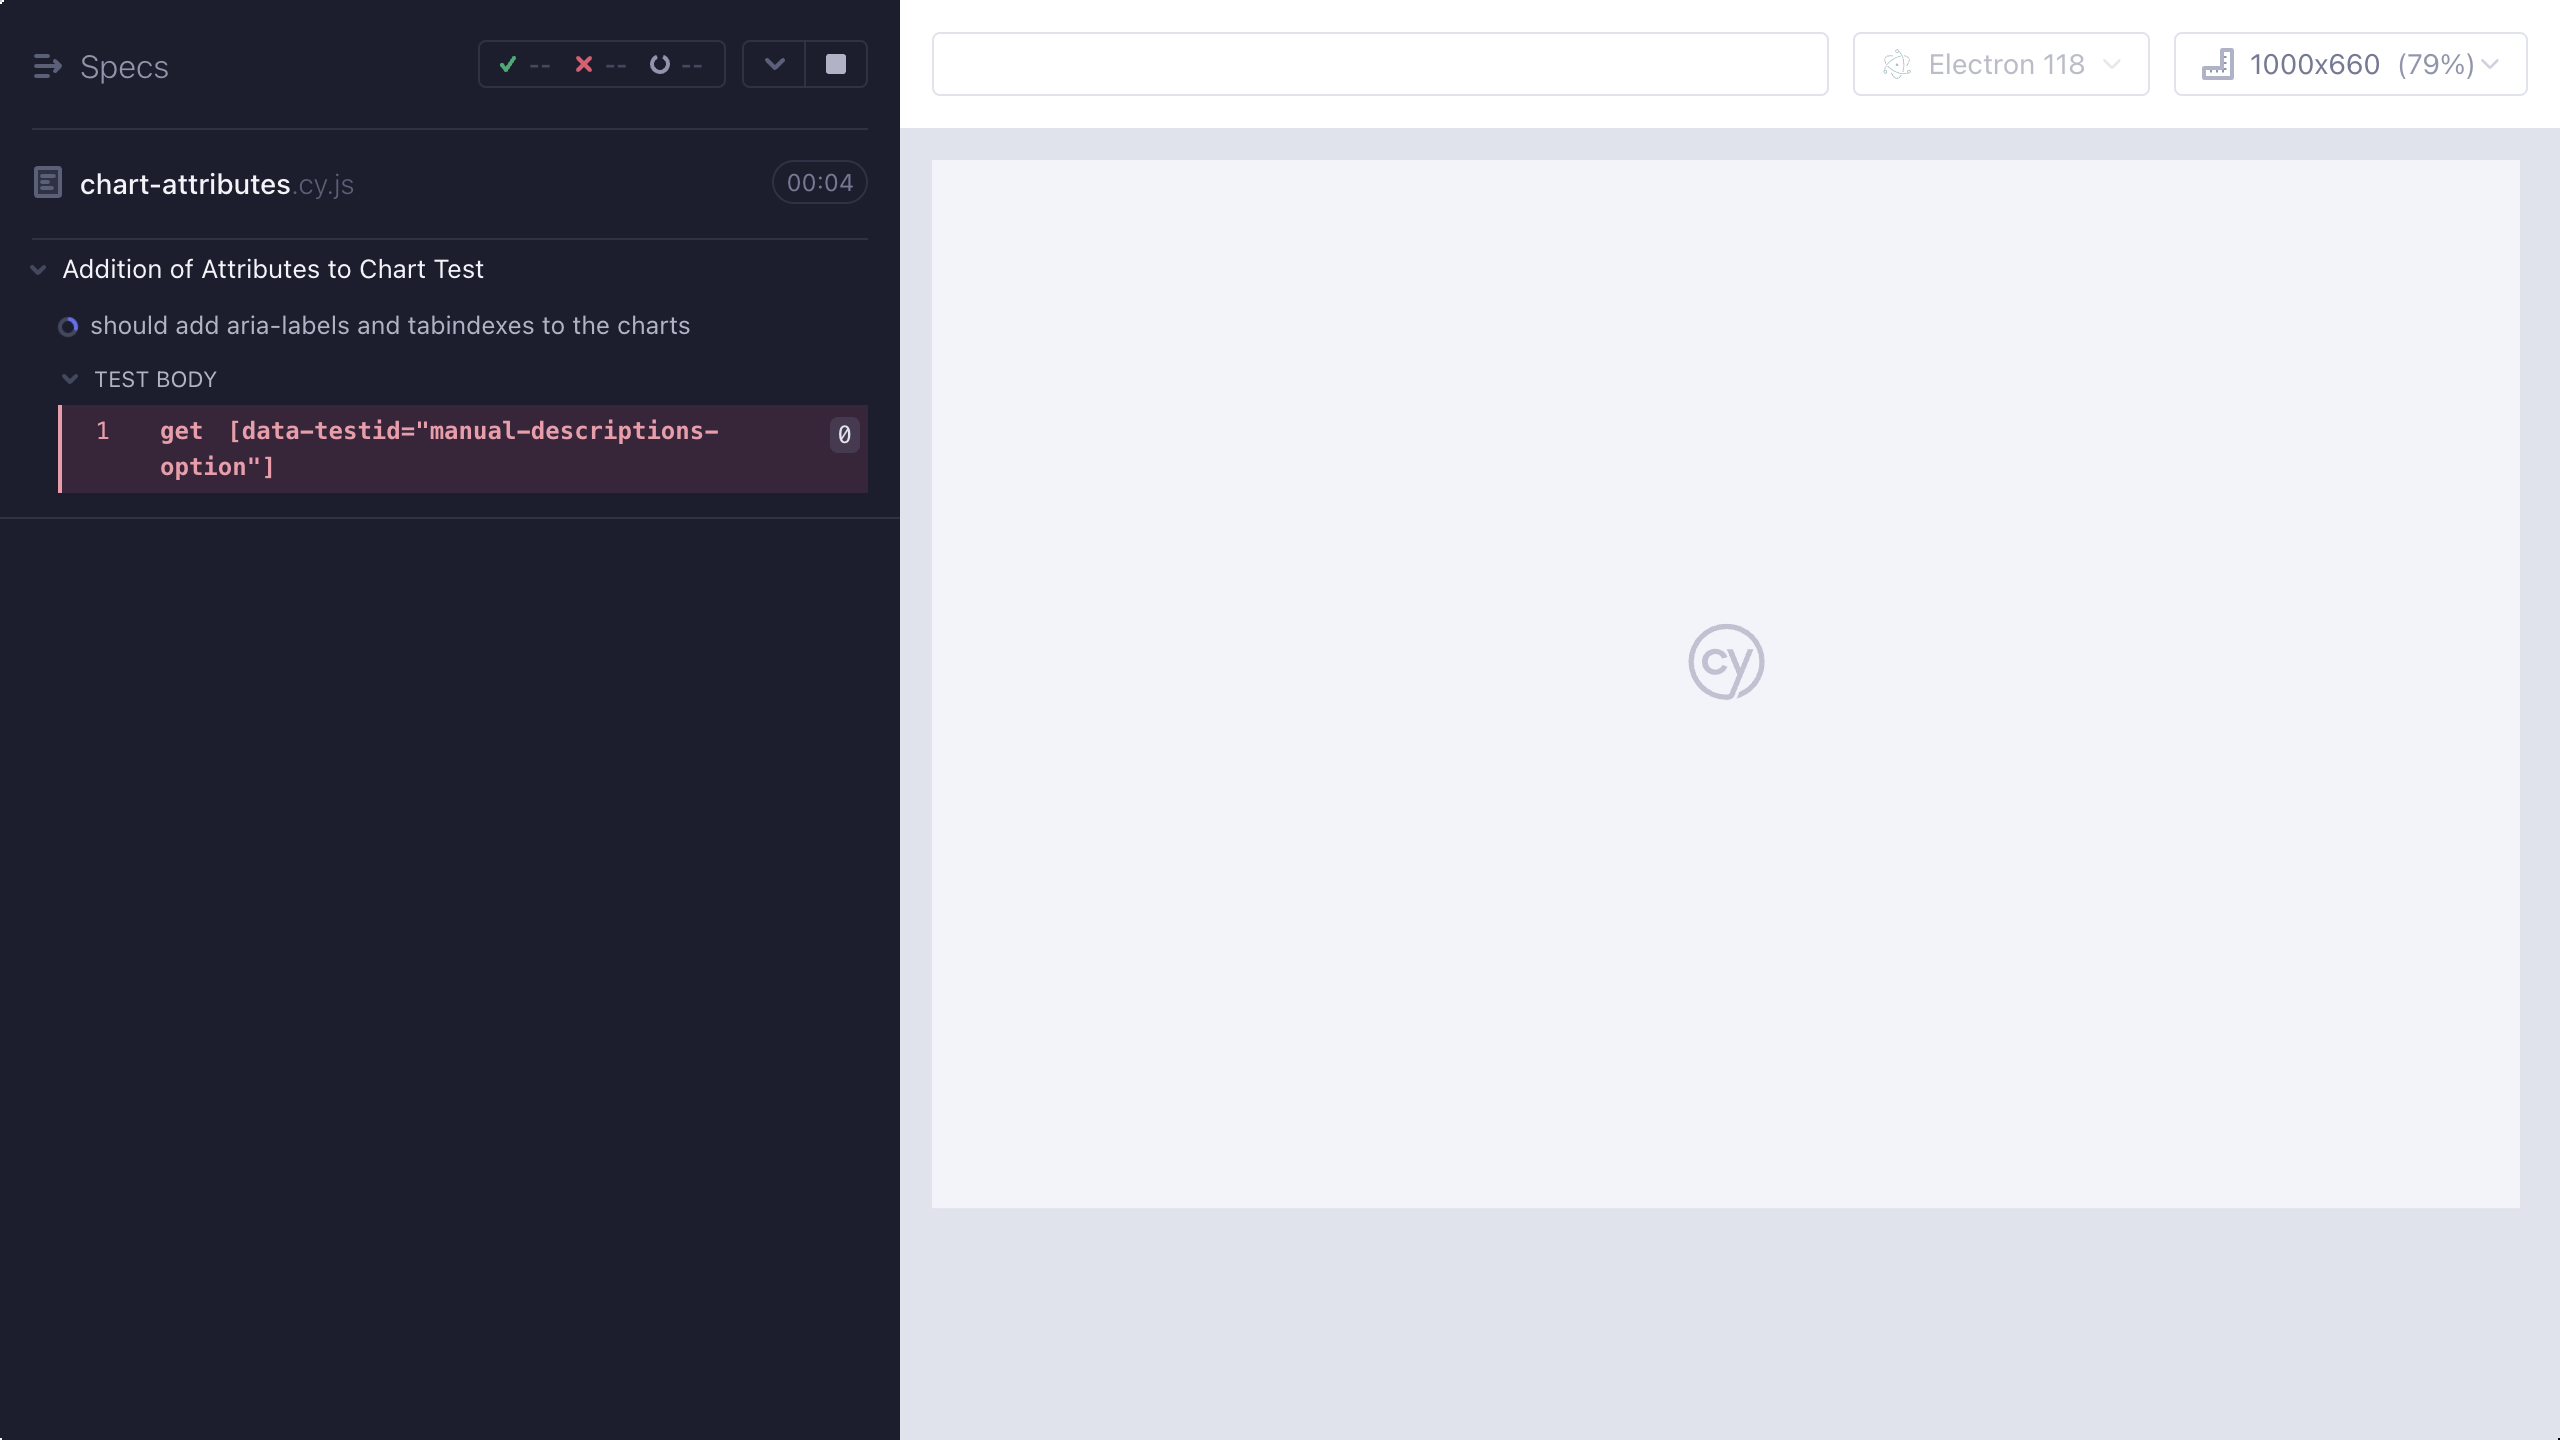 Specs
-- -- --
Electron 118
1000x660 (79%)
chart-attributes.cy.js
00:04
Addition of Attributes to Chart Test
should add aria-labels and tabindexes to the charts
TEST BODY
1 get [data-testid="manual-descriptions-
option"]
0
cy